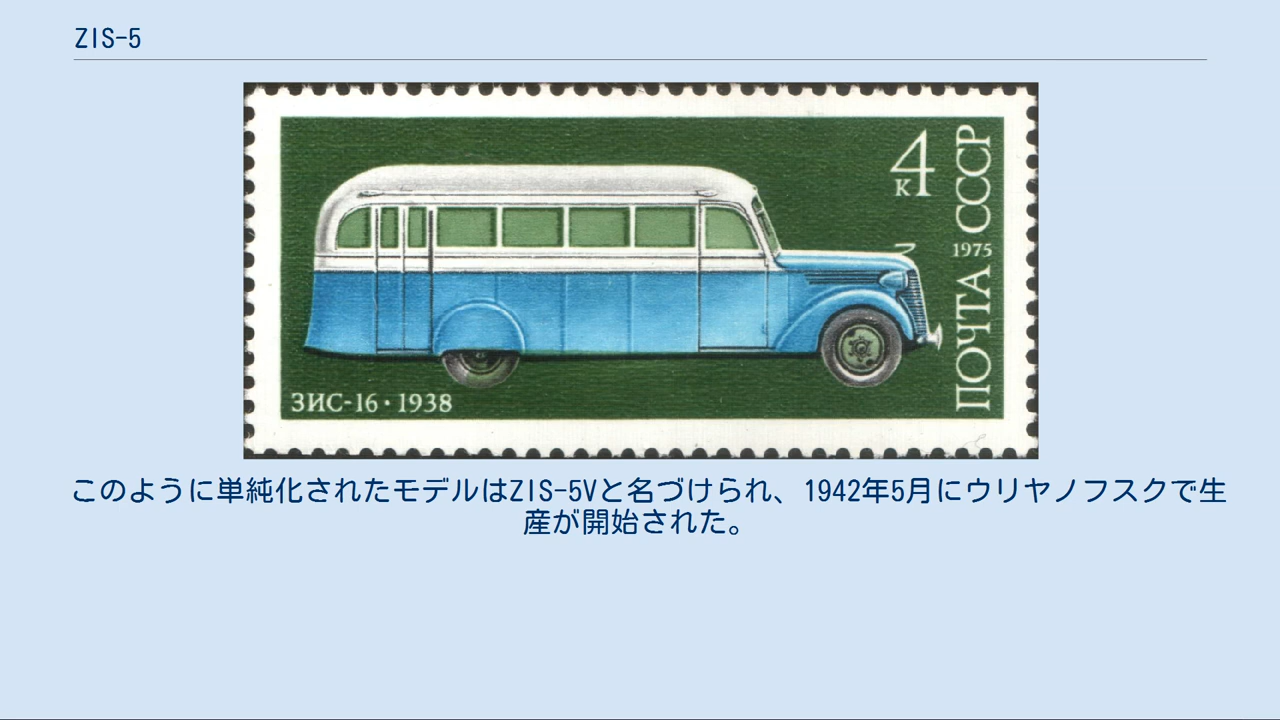 ZIS-5
4
к
ПОЧТА СССР
1975
ЗИС-16·1938
このように単純化されたモデルはZIS-5Vと名づけられ、1942年5月にウリヤノフスクで生
産が開始された。